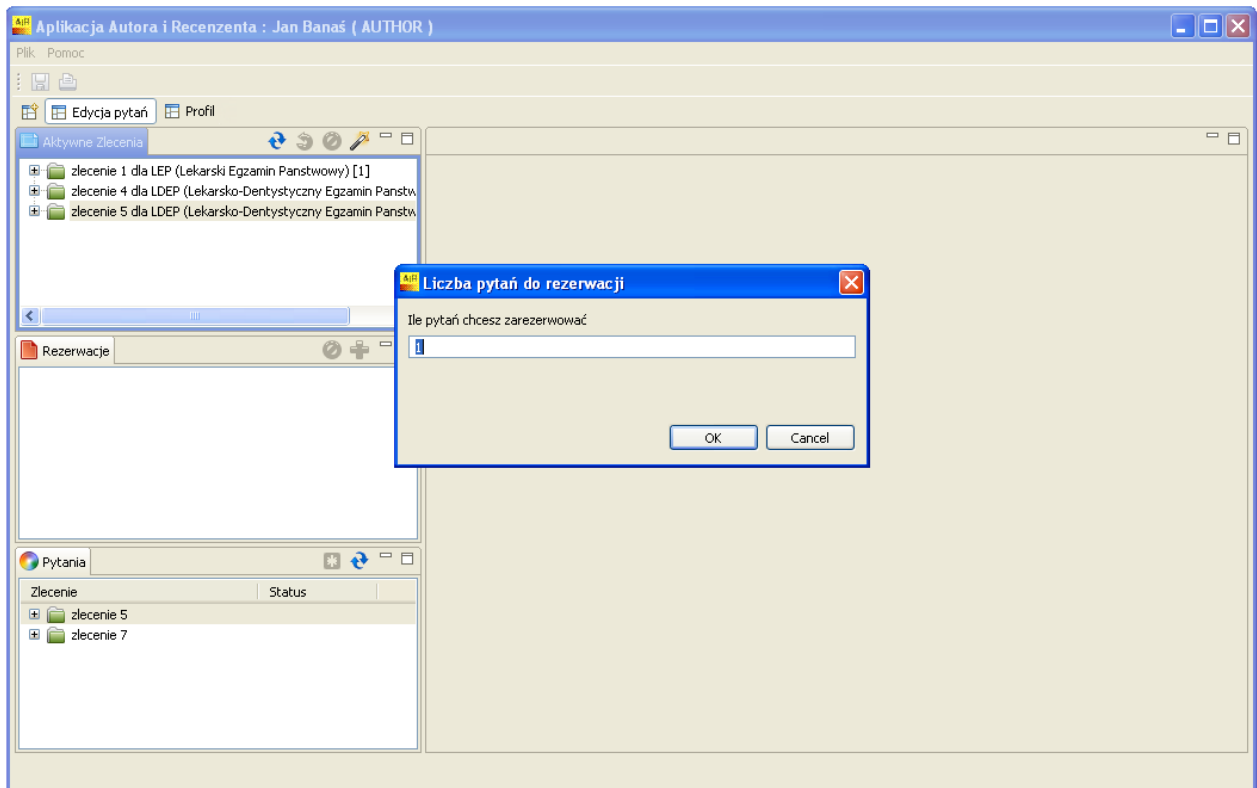 Aplikacja Autora i Recenzenta : Jan Banaś ( AUTHOR )
Plik Pomoc
Edycja pytań Profil
Aktywne Zlecenia
zlecenie 1 dla LEP (Lekarski Egzamin Panstwowy) [1]
zlecenie 4 dla LDEP (Lekarsko-Dentystyczny Egzamin Panstw
zlecenie 5 dla LDEP (Lekarsko-Dentystyczny Egzamin Panstw
Liczba pytań do rezerwacji
Ile pytań chcesz zarezerwować
1
OK Cancel
Rezerwacje
Pytania
Zlecenie Status
zlecenie 5
zlecenie 7